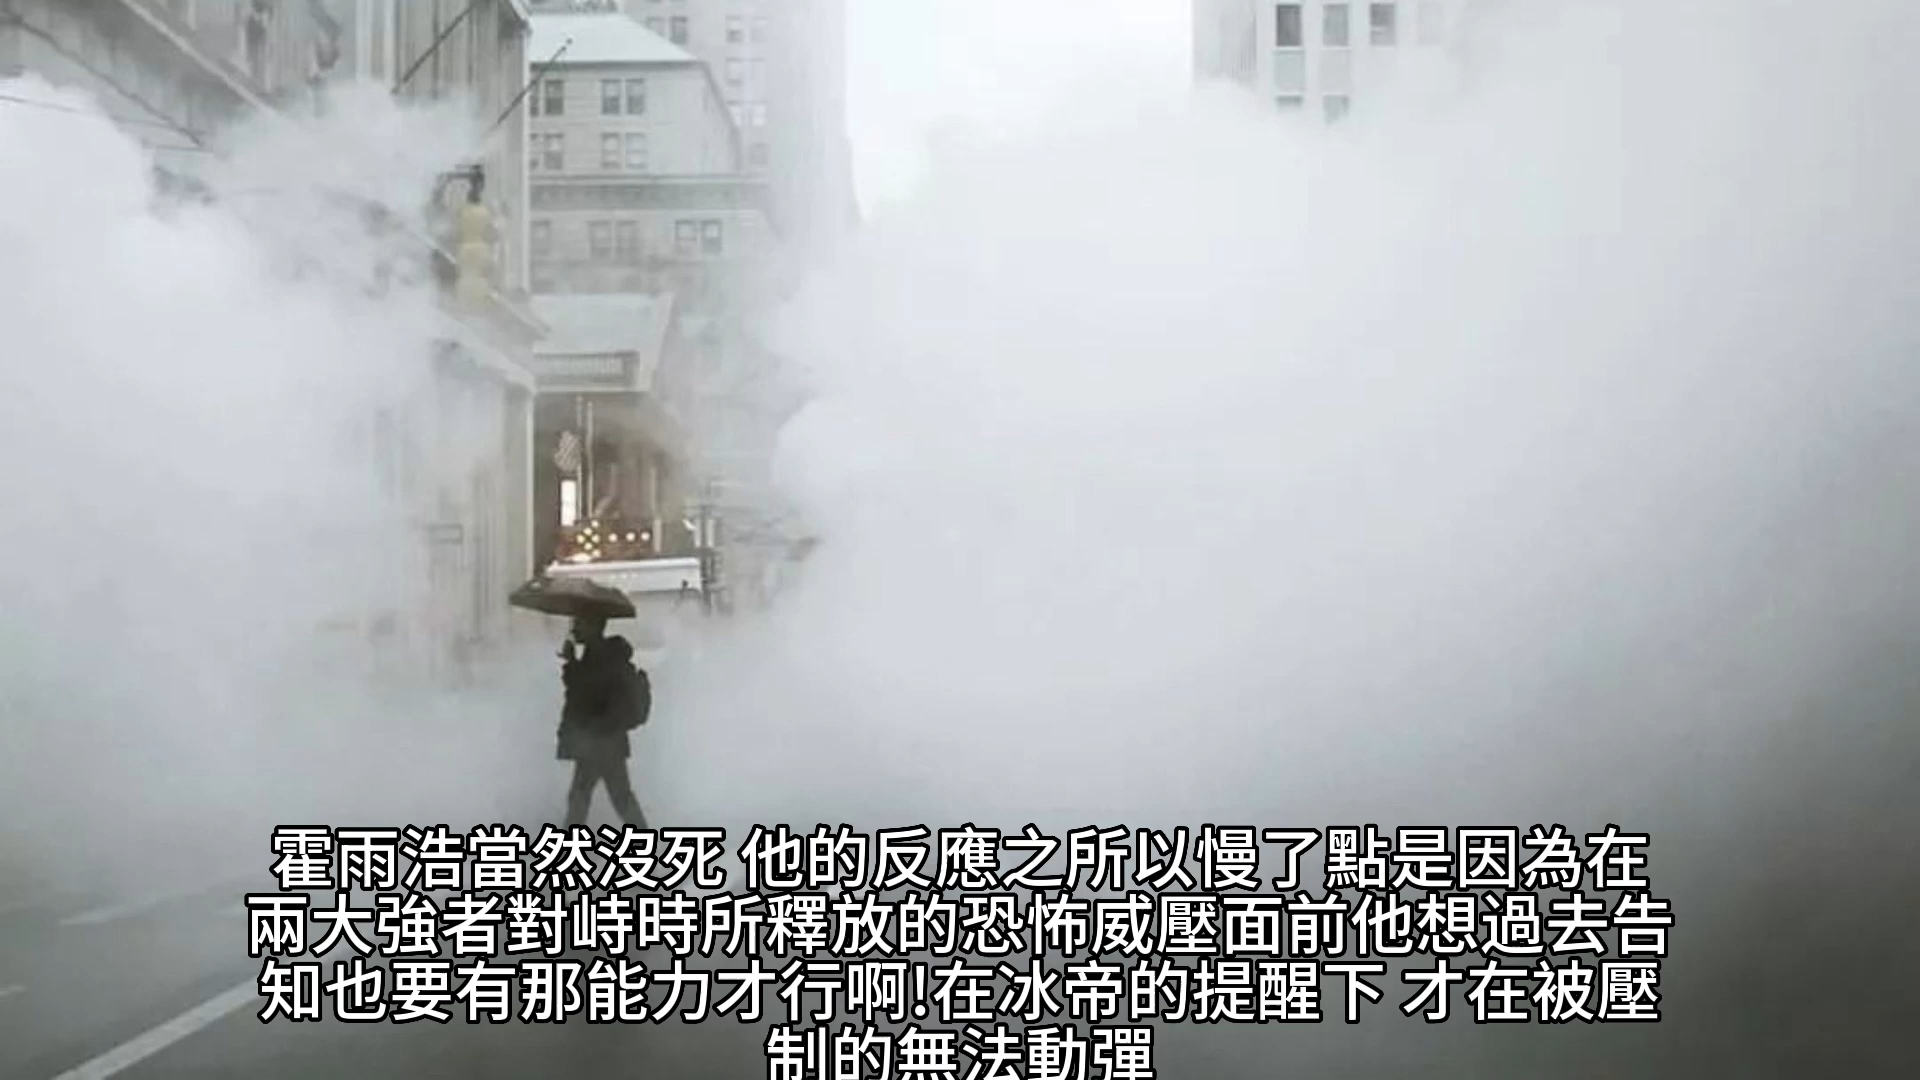 霍雨浩當然沒死 他的反應之所以慢了點是因為在
兩大強者對峙時所釋放的恐怖威壓面前他想過去告
知也要有那能力才行啊!在冰帝的提醒下 才在被壓
制的無法動彈